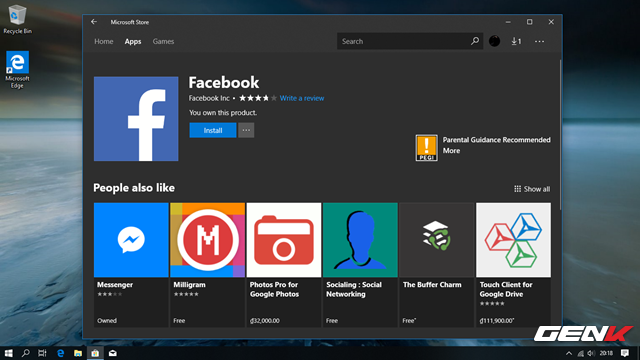 Recycle Bin
Microsoft
Edge
Microsoft Store
Home
Apps
Games
Search
1
Facebook
Facebook Inc • Write a review
You own this product.
Install
PEGI
Parental Guidance Recommended
More
People also like
Show all
Messenger
Owned
M
Milligram
Free
Photos Pro for
Google Photos
₫32,000.00
Socialing : Social
Networking
Free
The Buffer Charm
Free*
Touch Client for
Google Drive
₫111,900.00*
20:18
GENK